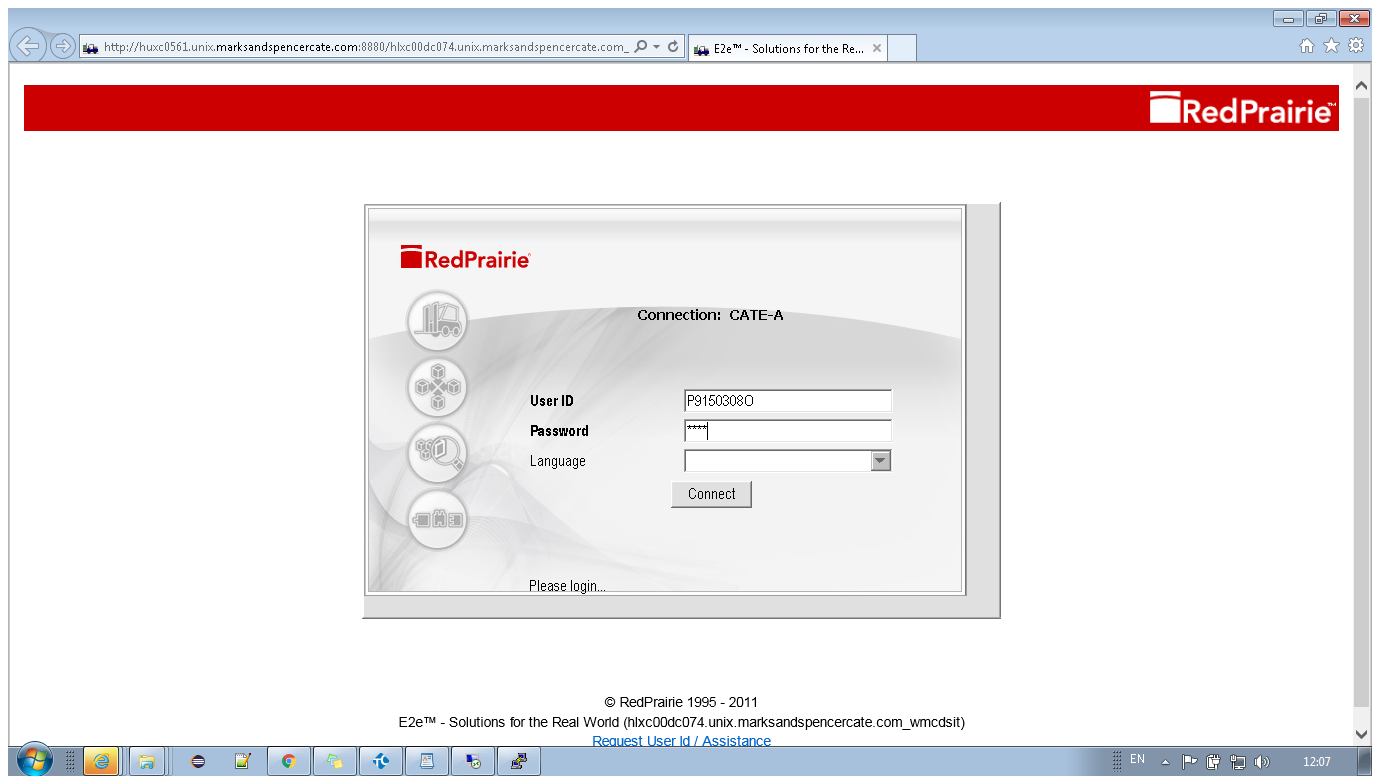 http://huxc0561.unix.marksandspencercate.com:8880/hlxc00dc074.unix.marksandspencercate.com_
E2e™ - Solutions for the Re...
RedPrairie™
RedPrairie
Connection: CATE-A
User ID P9150308O
Password ****
Language
Connect
Please login...
© RedPrairie 1995 - 2011
E2e™ - Solutions for the Real World (hlxc00dc074.unix.marksandspencercate.com_wmcdsit)
Request User Id / Assistance
EN 12:07